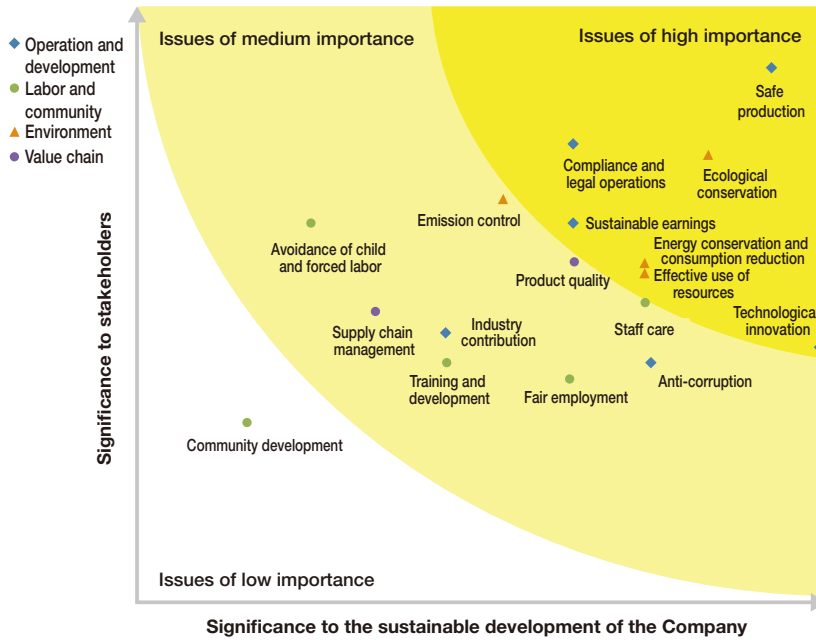 Issues of medium importance
Issues of high importance
Operation and
development
Labor and
community
Environment
Value chain
Safe
production
Compliance and
legal operations
Ecological
conservation
Emission control
Sustainable earnings
Avoidance of child
and forced labor
Energy conservation and
consumption reduction
Product quality
Effective use of
resources
Supply chain
management
Industry
contribution
Staff care
Technological
innovation
Training and
development
Fair employment
Anti-corruption
Community development
Issues of low importance
Significance to stakeholders
Significance to the sustainable development of the Company